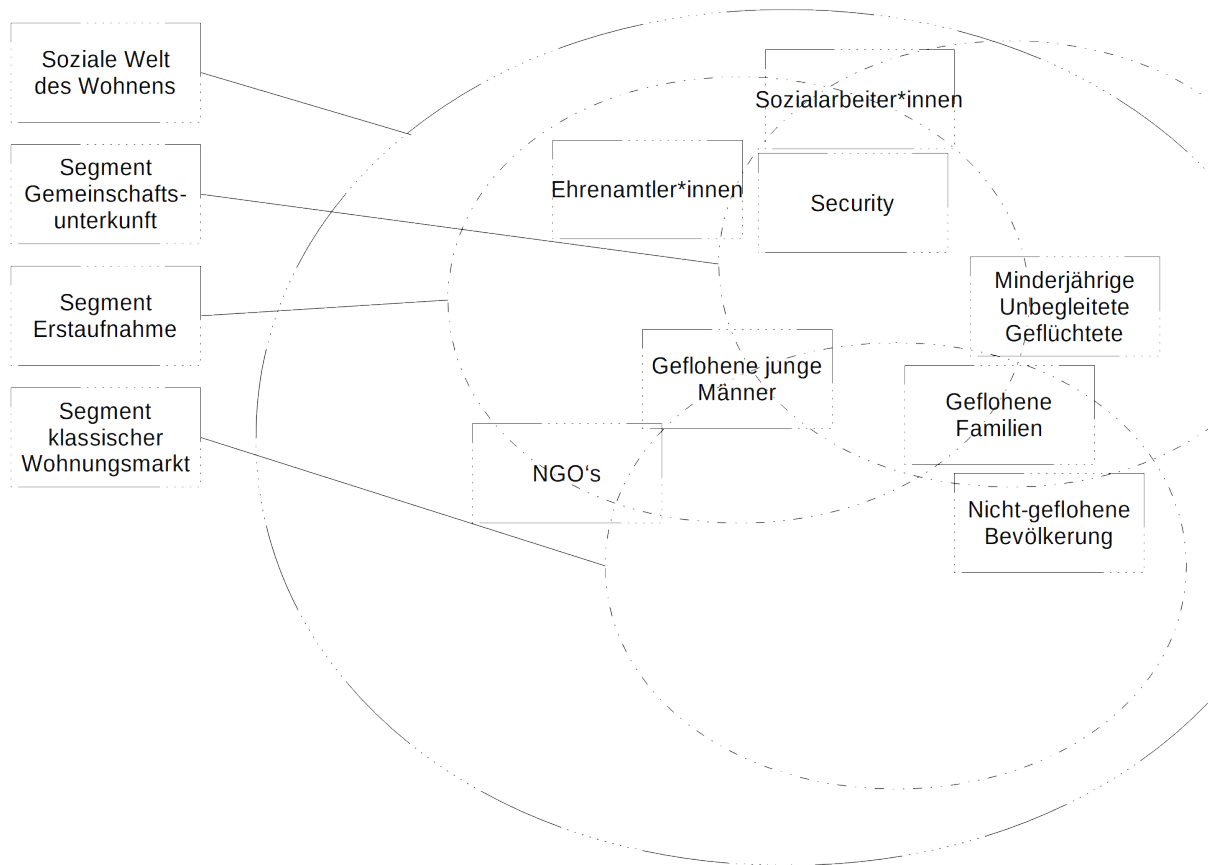 Soziale Welt
des Wohnens
Segment
Gemeinschafts-
unterkunft
Segment
Erstaufnahme
Segment
klassischer
Wohnungsmarkt
Sozialarbeiter*innen
Ehrenamtler*innen
Security
Minderjährige
Unbegleitete
Geflüchtete
Geflohene junge
Männer
Geflohene
Familien
NGO‘s
Nicht-geflohene
Bevölkerung